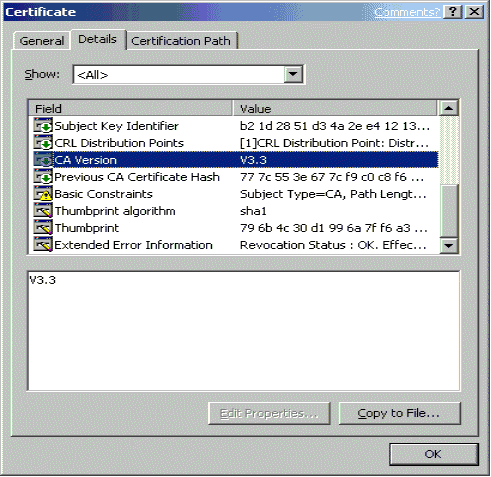 Certificate Comments? ?
General Details Certification Path
Show: <All>
Field Value
Subject Key Identifier b2 1d 28 51 d3 4a 2e e4 12 13...
CRL Distribution Points [1]CRL Distribution Point: Distr...
CA Version V3.3
Previous CA Certificate Hash 77 7c 55 3e 67 7c f9 c0 c8 f6 ...
Basic Constraints Subject Type=CA, Path Lengt...
Thumbprint algorithm sha1
Thumbprint 79 6b 4c 30 d1 99 6a 7f f6 a3 ...
Extended Error Information Revocation Status : OK. Effec...
V3.3
Edit Properties... Copy to File...
OK